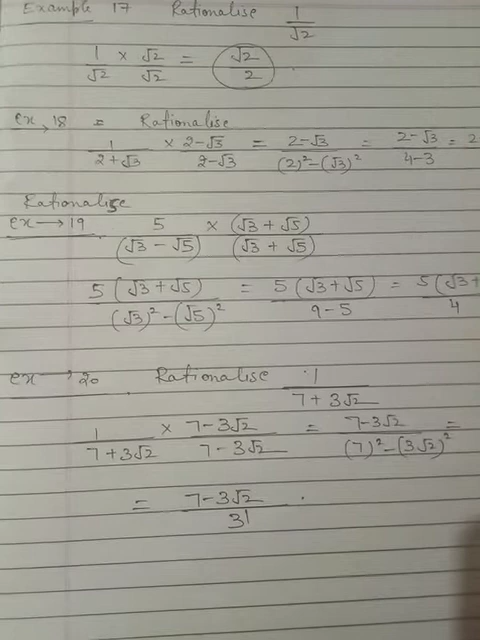 Example 17 Rationalise 1/√2
1/√2 × √2/√2 = √2/2
ex → 18 = Rationalise
1/(2+√3) × (2-√3)/(2-√3) = (2-√3)/((2)²-(√3)²) = (2-√3)/(4-3) = 2
Rationalise
ex → 19 5/(√3-√5) × (√3+√5)/(√3+√5)
5(√3+√5)/((√3)²-(√5)²) = 5(√3+√5)/(9-5) = 5(√3+/4
ex → 20 Rationalise 1/(7+3√2)
1/(7+3√2) × (7-3√2)/(7-3√2) = (7-3√2)/((7)²-(3√2)²) =
= (7-3√2)/31